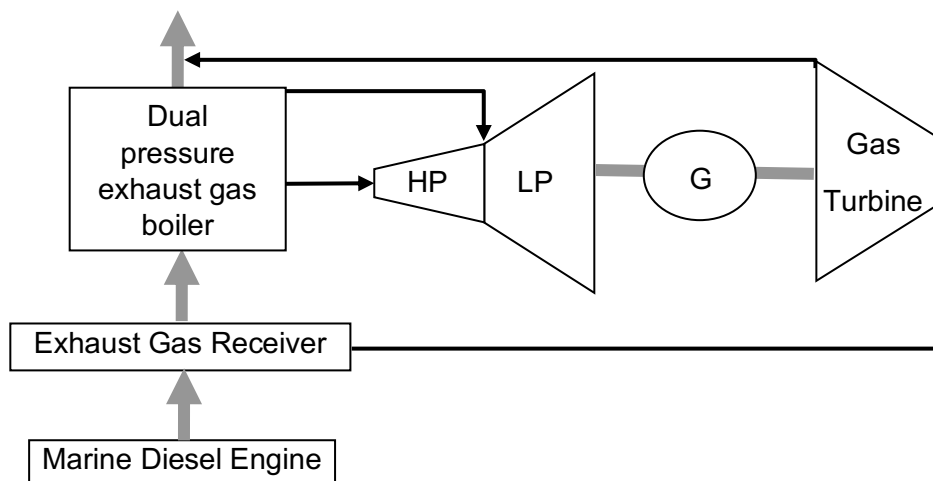 Dual
pressure
exhaust gas
boiler
HP
LP
G
Gas
Turbine
Exhaust Gas Receiver
Marine Diesel Engine